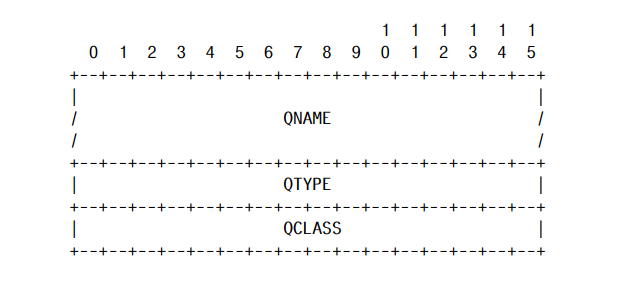 1  1  1  1  1  1
  0  1  2  3  4  5  6  7  8  9  0  1  2  3  4  5
+--+--+--+--+--+--+--+--+--+--+--+--+--+--+--+--+
|                                               |
/                     QNAME                     /
/                                               /
+--+--+--+--+--+--+--+--+--+--+--+--+--+--+--+--+
|                     QTYPE                     |
+--+--+--+--+--+--+--+--+--+--+--+--+--+--+--+--+
|                     QCLASS                    |
+--+--+--+--+--+--+--+--+--+--+--+--+--+--+--+--+